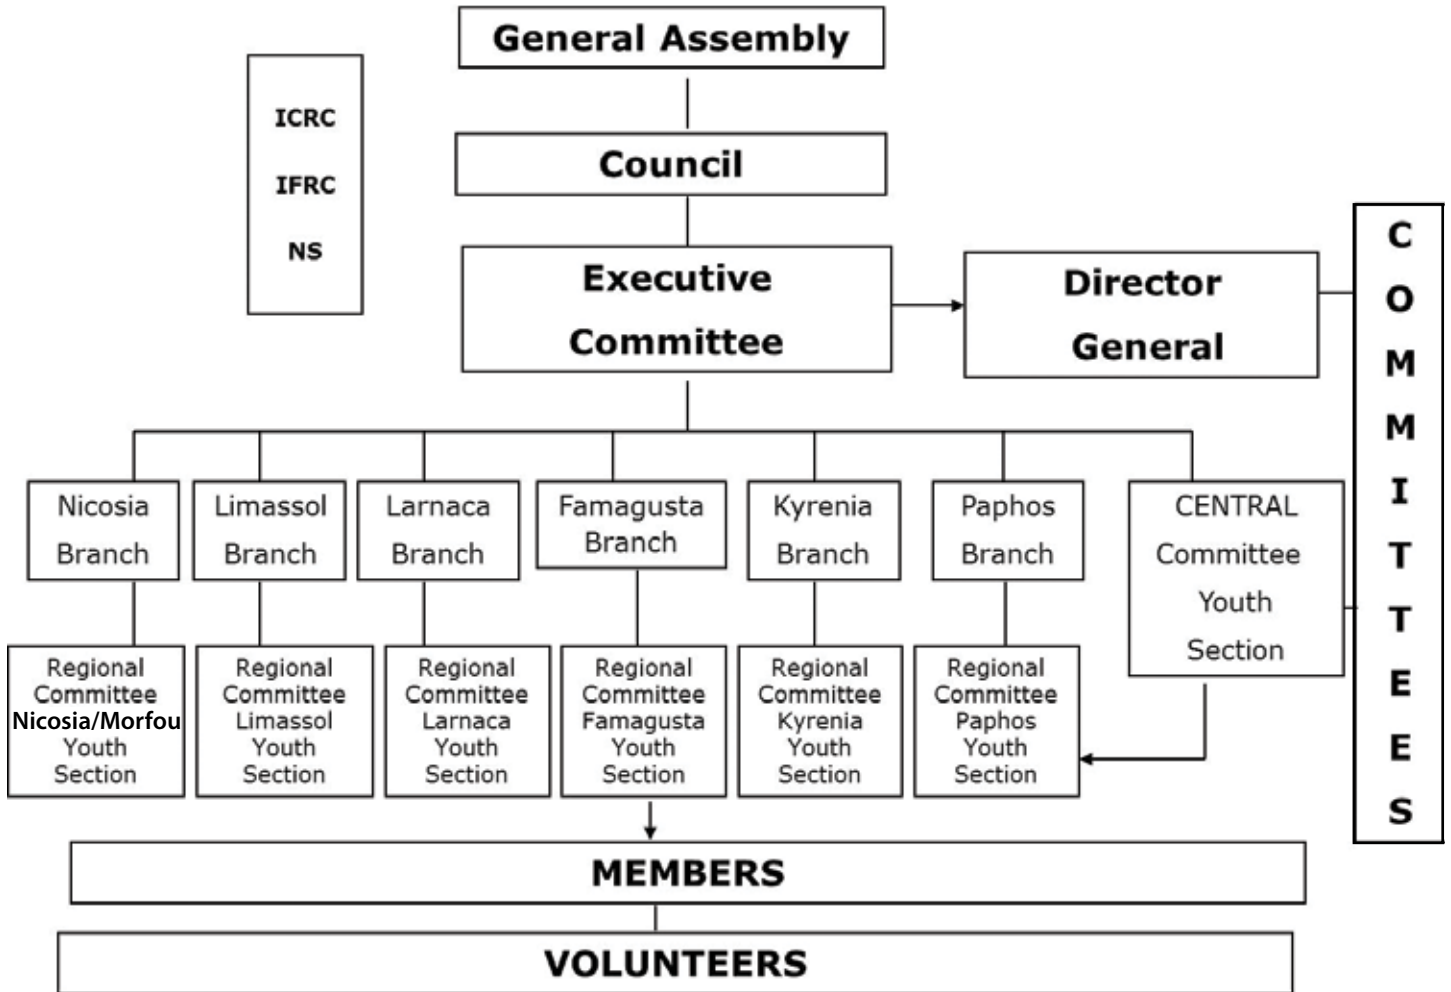 General Assembly
ICRC
IFRC
NS
Council
Executive
Committee
Director
General
C
O
M
M
I
T
T
E
E
S
Nicosia
Branch
Limassol
Branch
Larnaca
Branch
Famagusta
Branch
Kyrenia
Branch
Paphos
Branch
CENTRAL
Committee
Youth
Section
Regional
Committee
Nicosia/Morfou
Youth
Section
Regional
Committee
Limassol
Youth
Section
Regional
Committee
Larnaca
Youth
Section
Regional
Committee
Famagusta
Youth
Section
Regional
Committee
Kyrenia
Youth
Section
Regional
Committee
Paphos
Youth
Section
MEMBERS
VOLUNTEERS